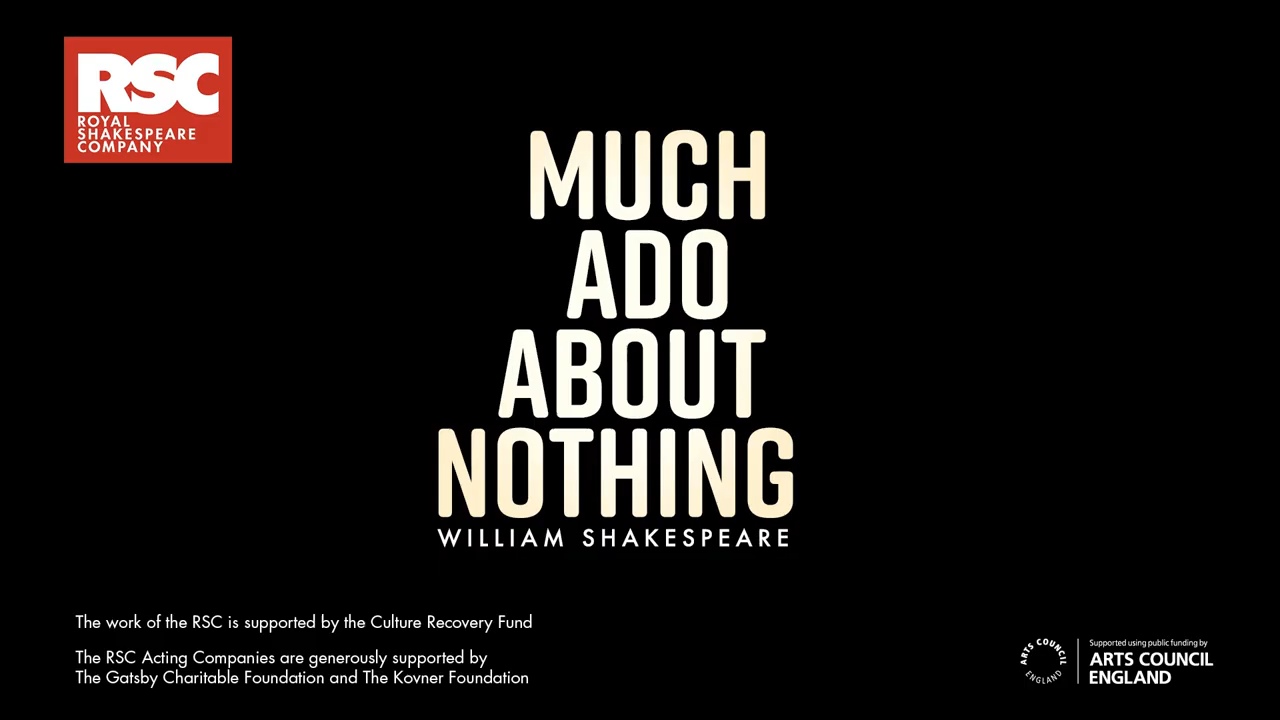 RSC
ROYAL
SHAKESPEARE
COMPANY
MUCH
ADO
ABOUT
NOTHING
WILLIAM SHAKESPEARE
The work of the RSC is supported by the Culture Recovery Fund
The RSC Acting Companies are generously supported by
The Gatsby Charitable Foundation and The Kovner Foundation
ARTS COUNCIL
ENGLAND
Supported using public funding by
ARTS COUNCIL
ENGLAND